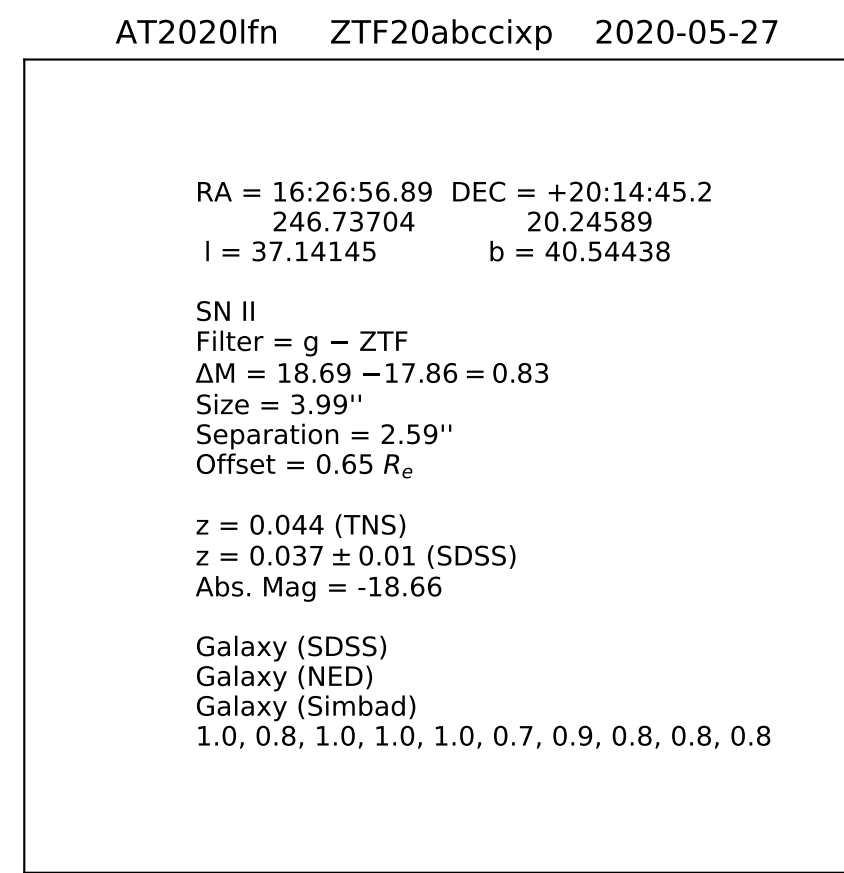 AT2020lfn ZTF20abccixp 2020-05-27
RA = 16:26:56.89 DEC = +20:14:45.2
246.73704 20.24589
l = 37.14145 b = 40.54438
SN II
Filter = g − ZTF
ΔM = 18.69 −17.86 = 0.83
Size = 3.99''
Separation = 2.59''
Offset = 0.65 Rₑ
z = 0.044 (TNS)
z = 0.037 ± 0.01 (SDSS)
Abs. Mag = -18.66
Galaxy (SDSS)
Galaxy (NED)
Galaxy (Simbad)
1.0, 0.8, 1.0, 1.0, 1.0, 0.7, 0.9, 0.8, 0.8, 0.8